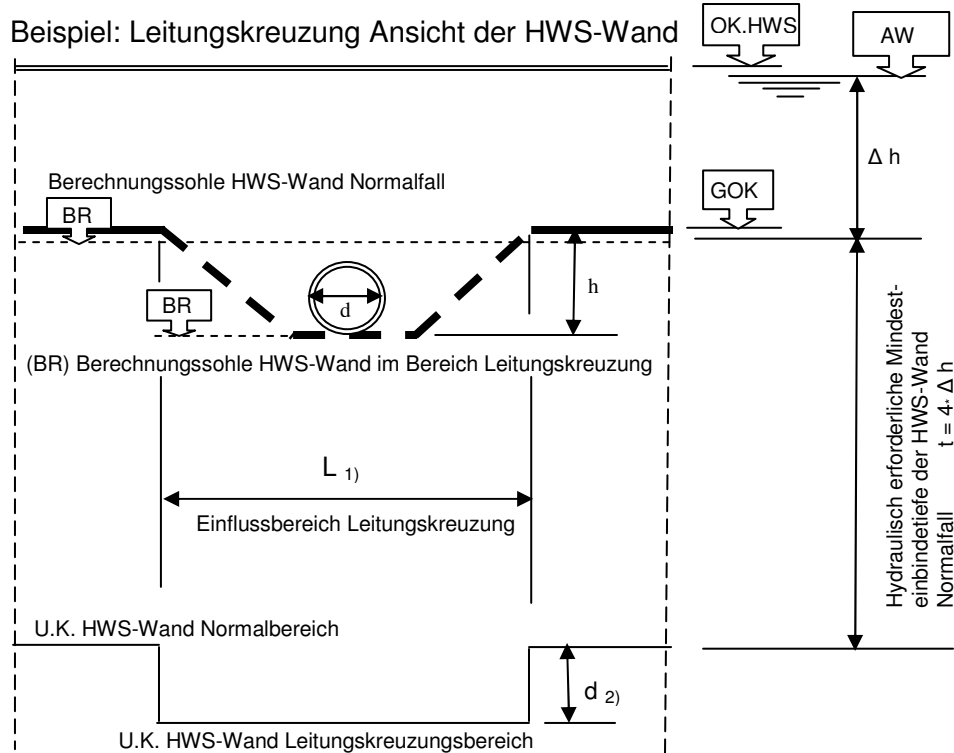 Beispiel: Leitungskreuzung Ansicht der HWS-Wand
OK.HWS
AW
Δ h
Berechnungssohle HWS-Wand Normalfall
BR
GOK
BR
d
h
(BR) Berechnungssohle HWS-Wand im Bereich Leitungskreuzung
L 1)
Einflussbereich Leitungskreuzung
Hydraulisch erforderliche Mindest-
einbindetiefe der HWS-Wand
Normalfall t = 4* Δ h
U.K. HWS-Wand Normalbereich
d 2)
U.K. HWS-Wand Leitungskreuzungsbereich